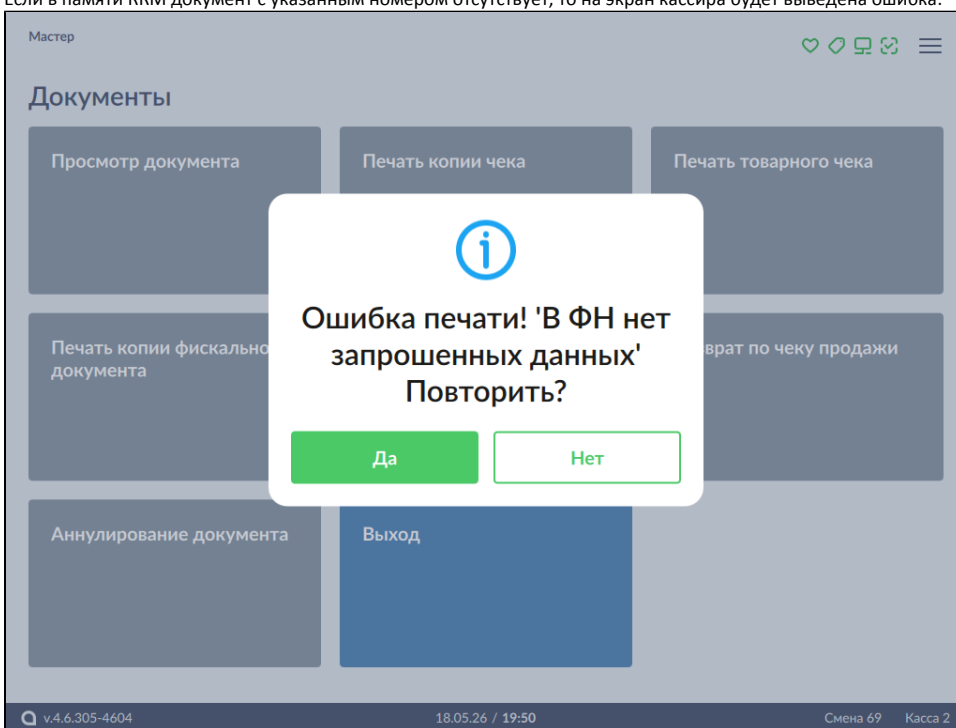 Если в памяти ККМ документ с указанным номером отсутствует, то на экран кассира будет выведена ошибка:
Мастер
Документы
Просмотр документа
Печать копии чека
Печать товарного чека
Ошибка печати! 'В ФН нет
запрошенных данных'
Повторить?
Да
Нет
Печать копии фискально
документа
врат по чеку продажи
Аннулирование документа
Выход
v.4.6.305-4604
18.05.26 / 19:50
Смена 69
Касса 2